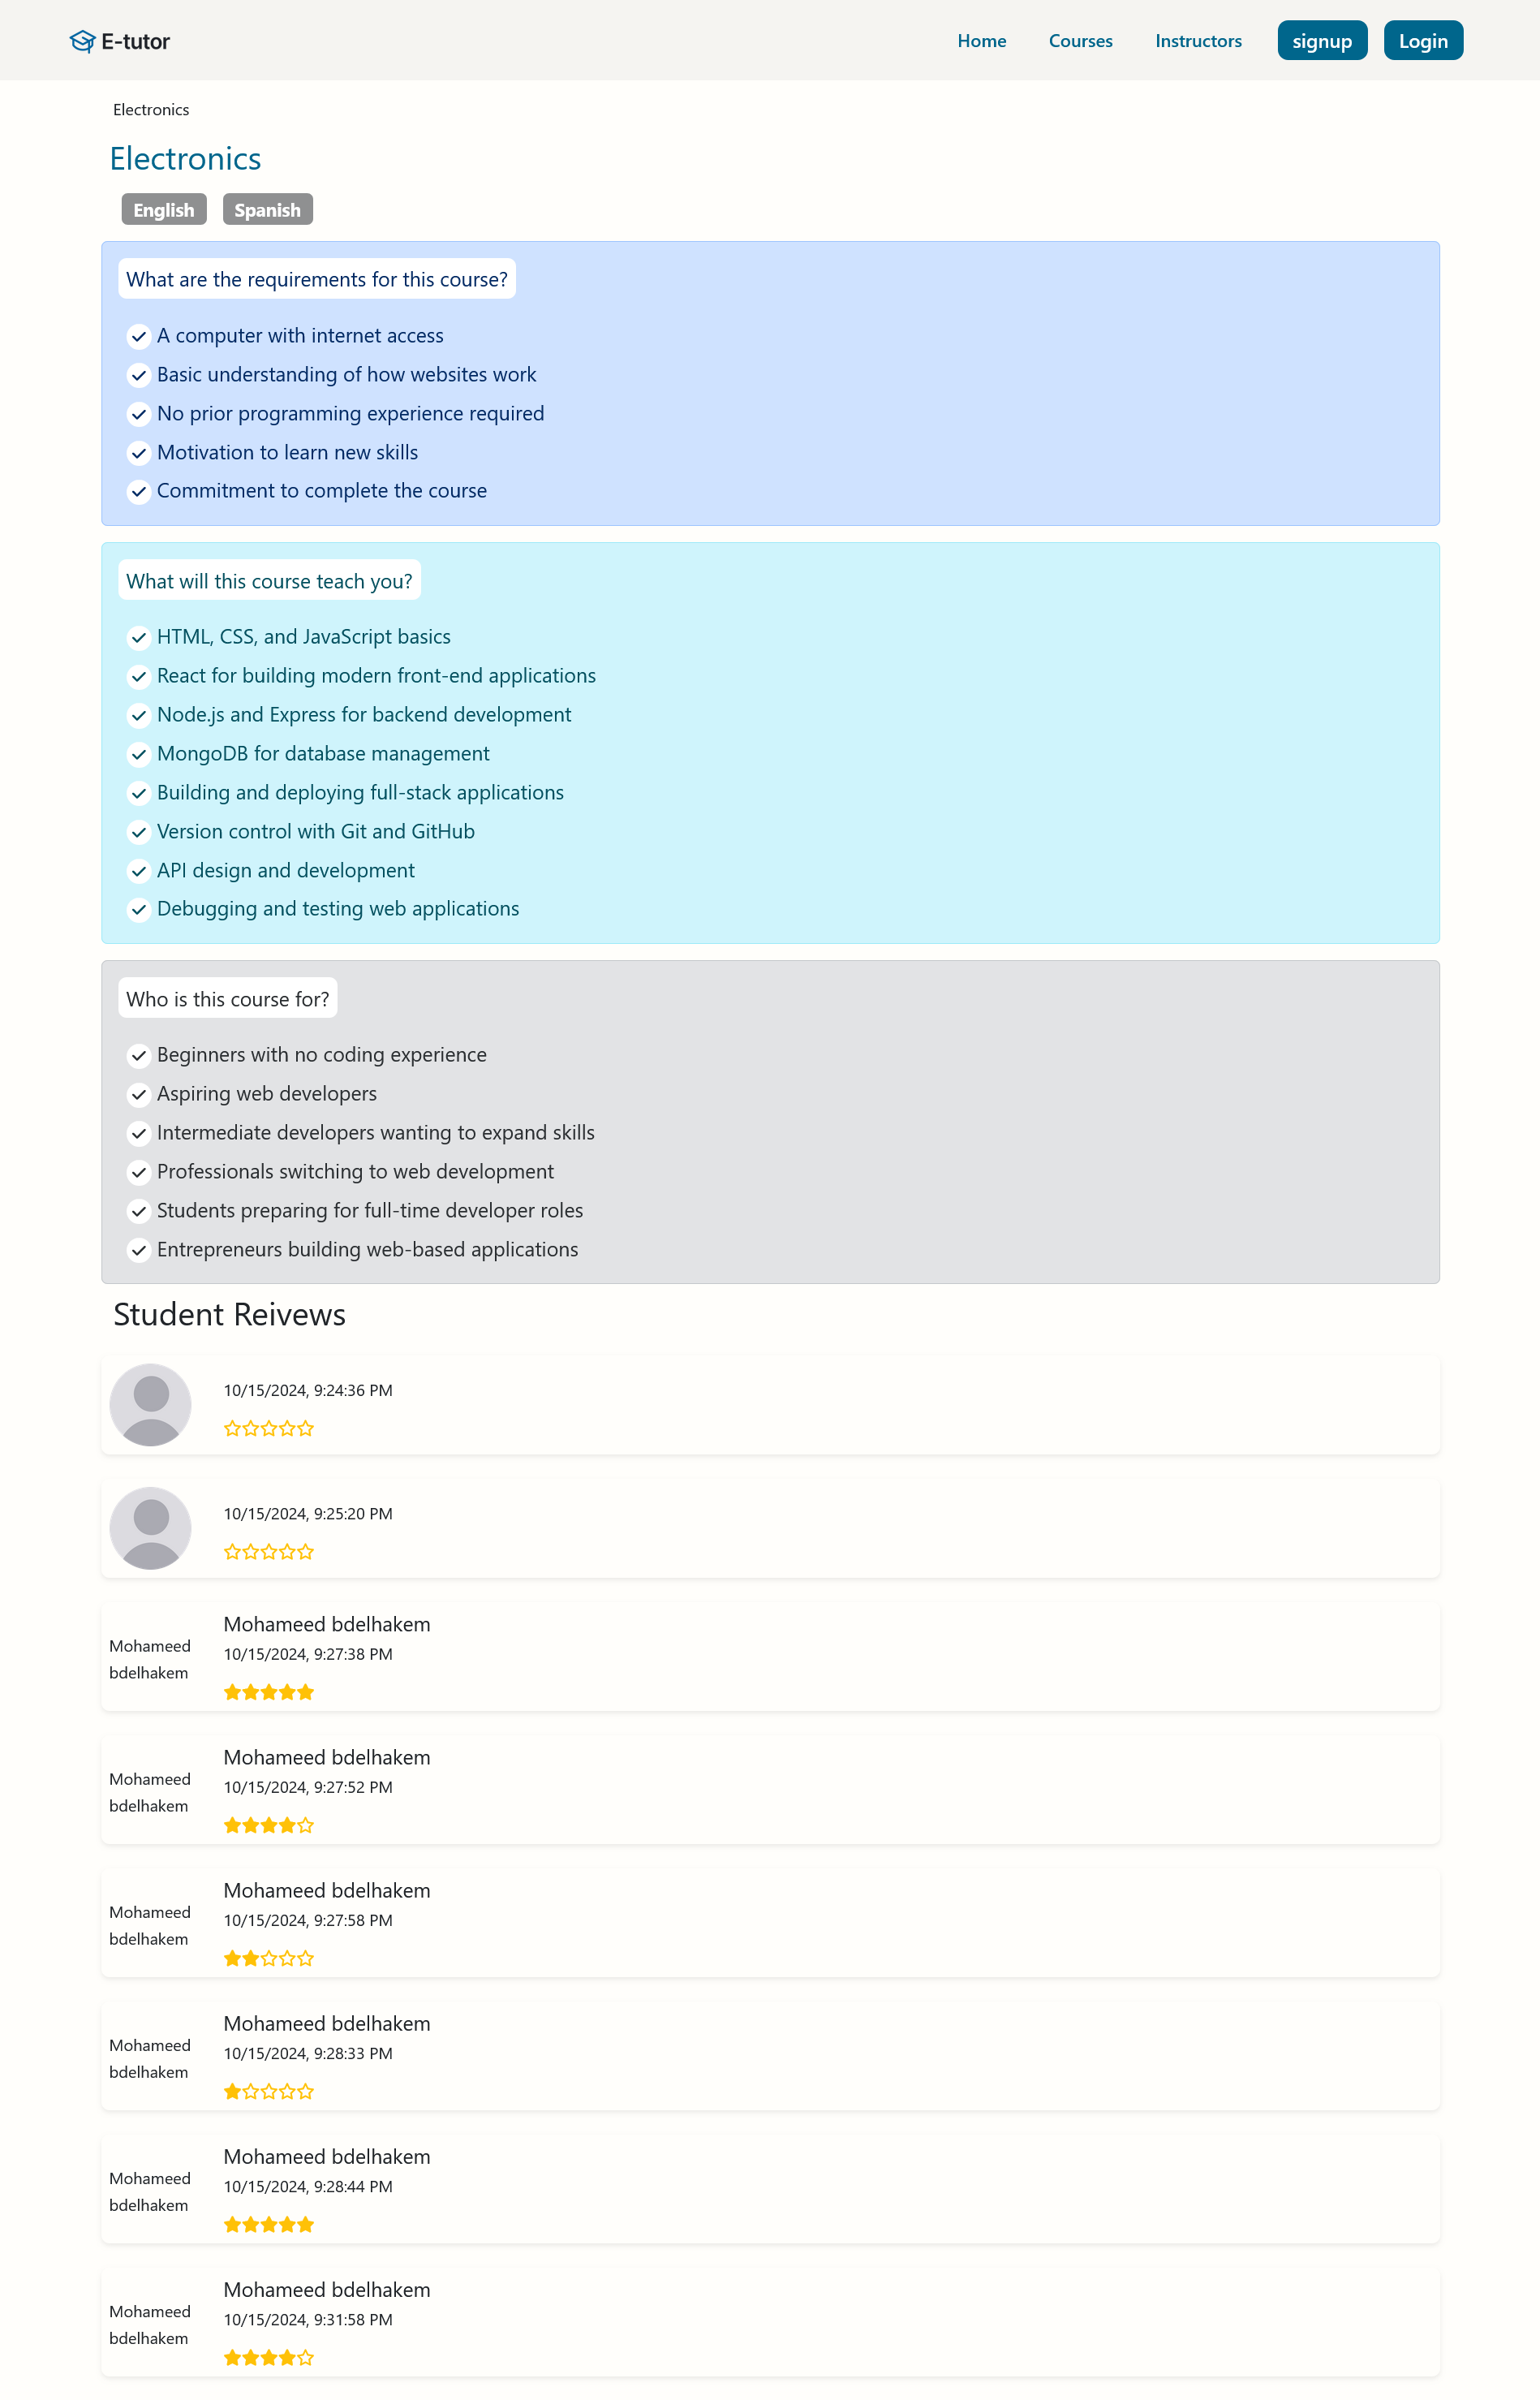 E-tutor
Home Courses Instructors signup Login
Electronics
Electronics
English Spanish
What are the requirements for this course?
A computer with internet access
Basic understanding of how websites work
No prior programming experience required
Motivation to learn new skills
Commitment to complete the course
What will this course teach you?
HTML, CSS, and JavaScript basics
React for building modern front-end applications
Node.js and Express for backend development
MongoDB for database management
Building and deploying full-stack applications
Version control with Git and GitHub
API design and development
Debugging and testing web applications
Who is this course for?
Beginners with no coding experience
Aspiring web developers
Intermediate developers wanting to expand skills
Professionals switching to web development
Students preparing for full-time developer roles
Entrepreneurs building web-based applications
Student Reivews
10/15/2024, 9:24:36 PM
10/15/2024, 9:25:20 PM
Mohameed
bdelhakem
Mohameed bdelhakem
10/15/2024, 9:27:38 PM
Mohameed
bdelhakem
Mohameed bdelhakem
10/15/2024, 9:27:52 PM
Mohameed
bdelhakem
Mohameed bdelhakem
10/15/2024, 9:27:58 PM
Mohameed
bdelhakem
Mohameed bdelhakem
10/15/2024, 9:28:33 PM
Mohameed
bdelhakem
Mohameed bdelhakem
10/15/2024, 9:28:44 PM
Mohameed
bdelhakem
Mohameed bdelhakem
10/15/2024, 9:31:58 PM